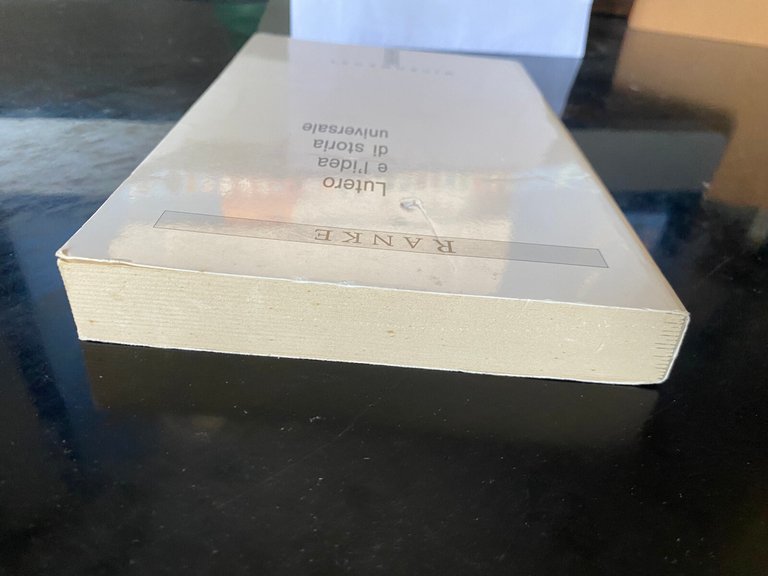 RANKE
Lutero
e l'idea
di storia
universale